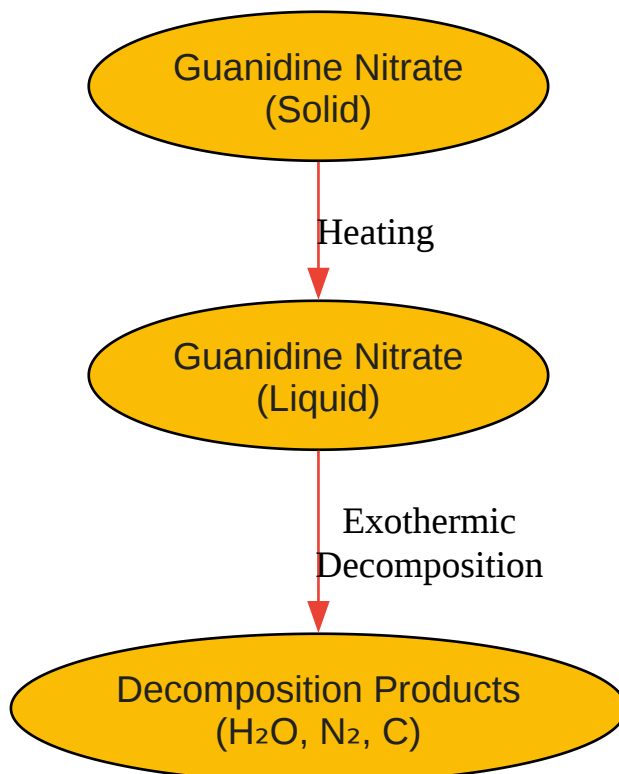 Guanidine Nitrate
(Solid)
Heating
Guanidine Nitrate
(Liquid)
Exothermic
Decomposition
Decomposition Products
(H₂O, N₂, C)